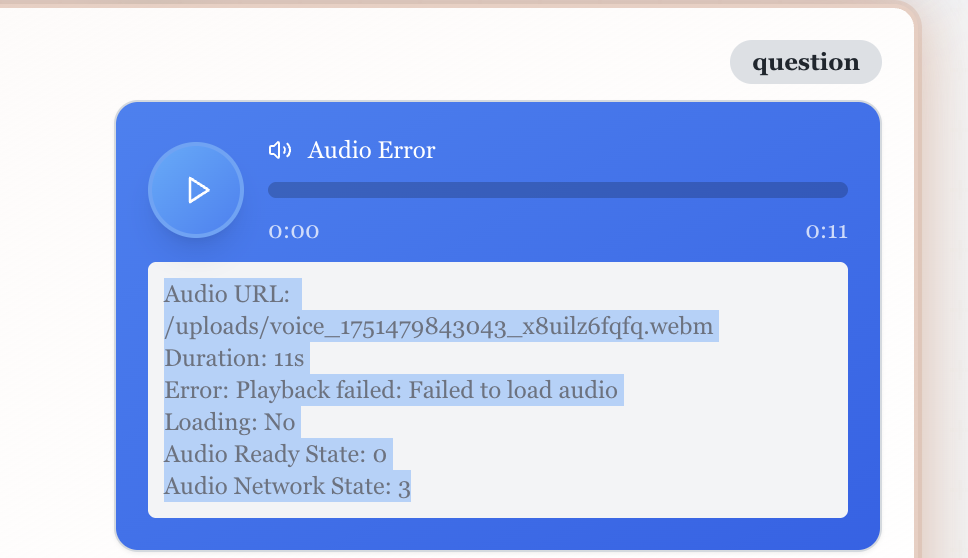 question
Audio Error
0:00
0:11
Audio URL:
/uploads/voice_1751479843043_x8uilz6fqfq.webm
Duration: 11s
Error: Playback failed: Failed to load audio
Loading: No
Audio Ready State: 0
Audio Network State: 3